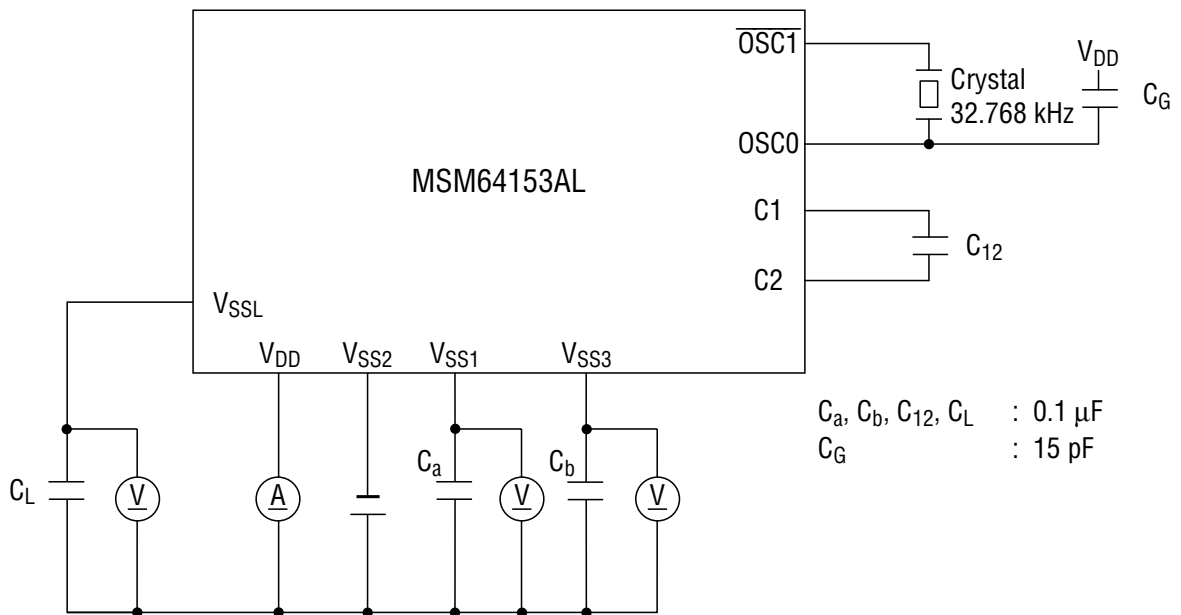 OSC1
V_DD
Crystal
32.768 kHz
C_G
OSC0
MSM64153AL
C1
C_12
C2
V_SSL
V_DD
V_SS2
V_SS1
V_SS3
C_a, C_b, C_12, C_L : 0.1 μF
C_G : 15 pF
C_a
C_b
C_L
V
A
V
V